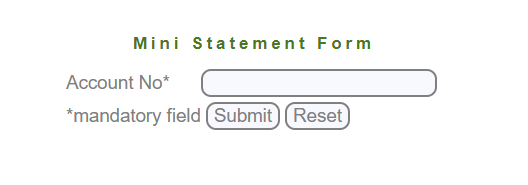 Mini Statement Form
Account No*
*mandatory field Submit Reset